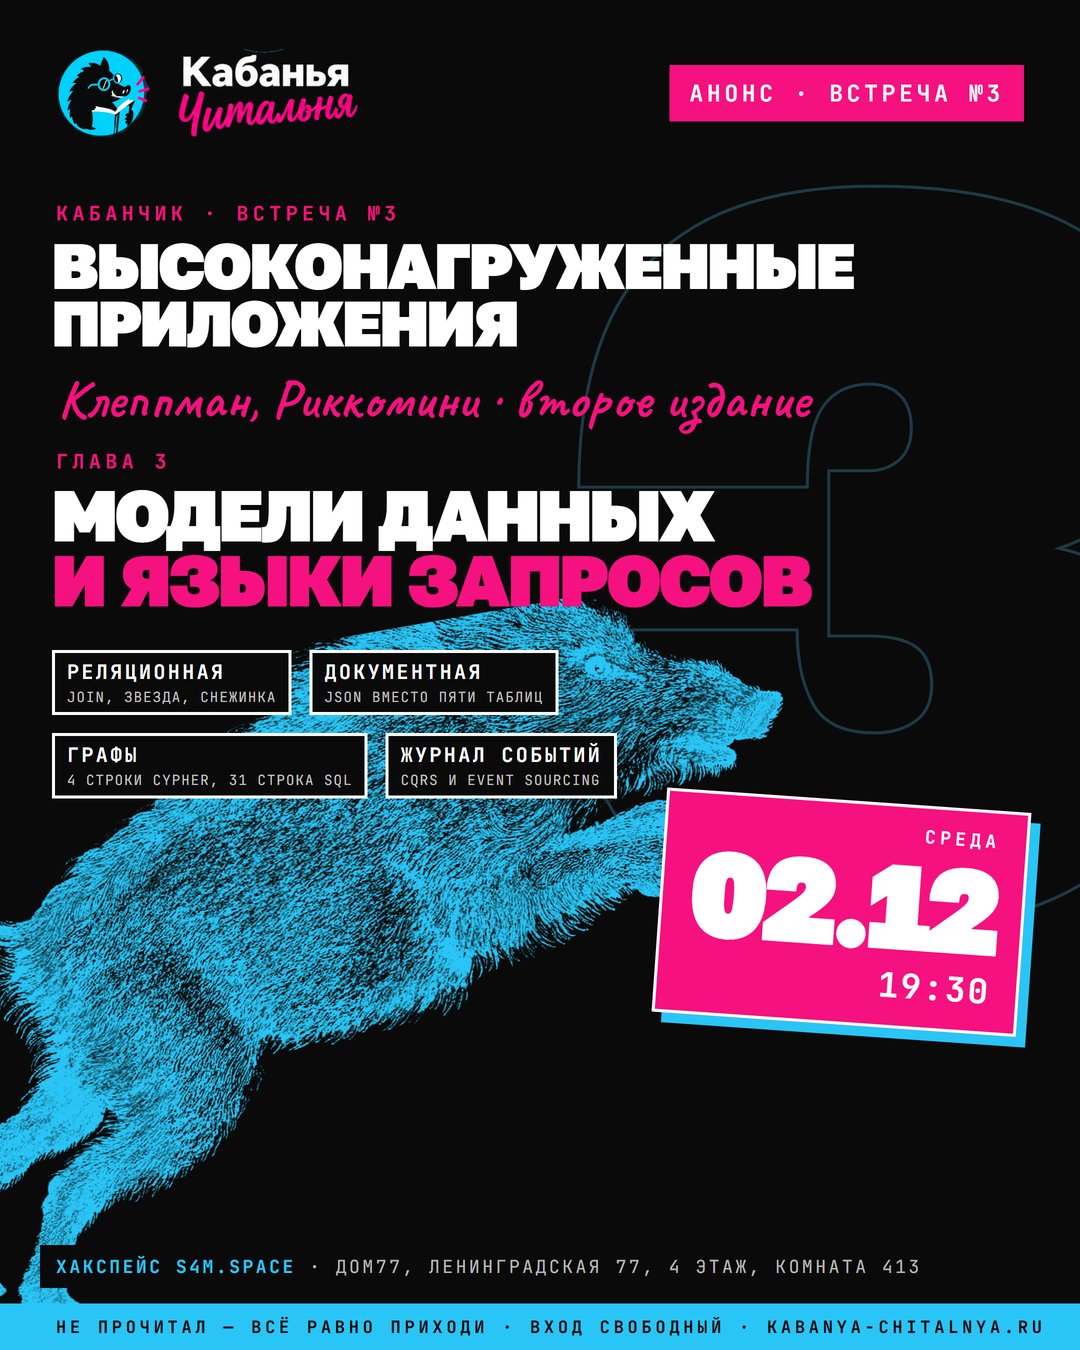 Кабанья
Читальня
АНОНС · ВСТРЕЧА №3
КАБАНЧИК · ВСТРЕЧА №3
ВЫСОКОНАГРУЖЕННЫЕ
ПРИЛОЖЕНИЯ
Клеппман, Риккомини · второе издание
ГЛАВА 3
МОДЕЛИ ДАННЫХ
И ЯЗЫКИ ЗАПРОСОВ
РЕЛЯЦИОННАЯ
JOIN, ЗВЕЗДА, СНЕЖИНКА
ДОКУМЕНТНАЯ
JSON ВМЕСТО ПЯТИ ТАБЛИЦ
ГРАФЫ
4 СТРОКИ CYPHER, 31 СТРОКА SQL
ЖУРНАЛ СОБЫТИЙ
CQRS И EVENT SOURCING
3
СРЕДА
02.12
19:30
ХАКСПЕЙС S4M.SPACE · ДОМ77, ЛЕНИНГРАДСКАЯ 77, 4 ЭТАЖ, КОМНАТА 413
НЕ ПРОЧИТАЛ — ВСЁ РАВНО ПРИХОДИ · ВХОД СВОБОДНЫЙ · KABANYA-CHITALNYA.RU